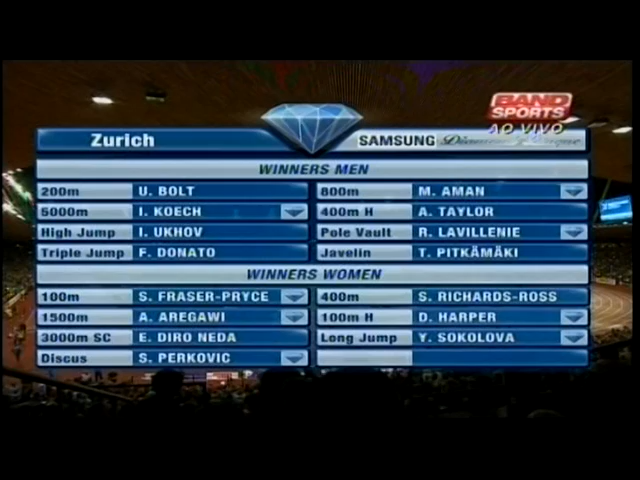 BAND
SPORTS
AO VIVO
Zurich
SAMSUNG Diamond League
WINNERS MEN
200m U. BOLT 800m M. AMAN
5000m I. KOECH 400m H A. TAYLOR
High Jump I. UKHOV Pole Vault R. LAVILLENIE
Triple Jump F. DONATO Javelin T. PITKÄMÄKI
WINNERS WOMEN
100m S. FRASER-PRYCE 400m S. RICHARDS-ROSS
1500m A. AREGAWI 100m H D. HARPER
3000m SC E. DIRO NEDA Long Jump Y. SOKOLOVA
Discus S. PERKOVIC